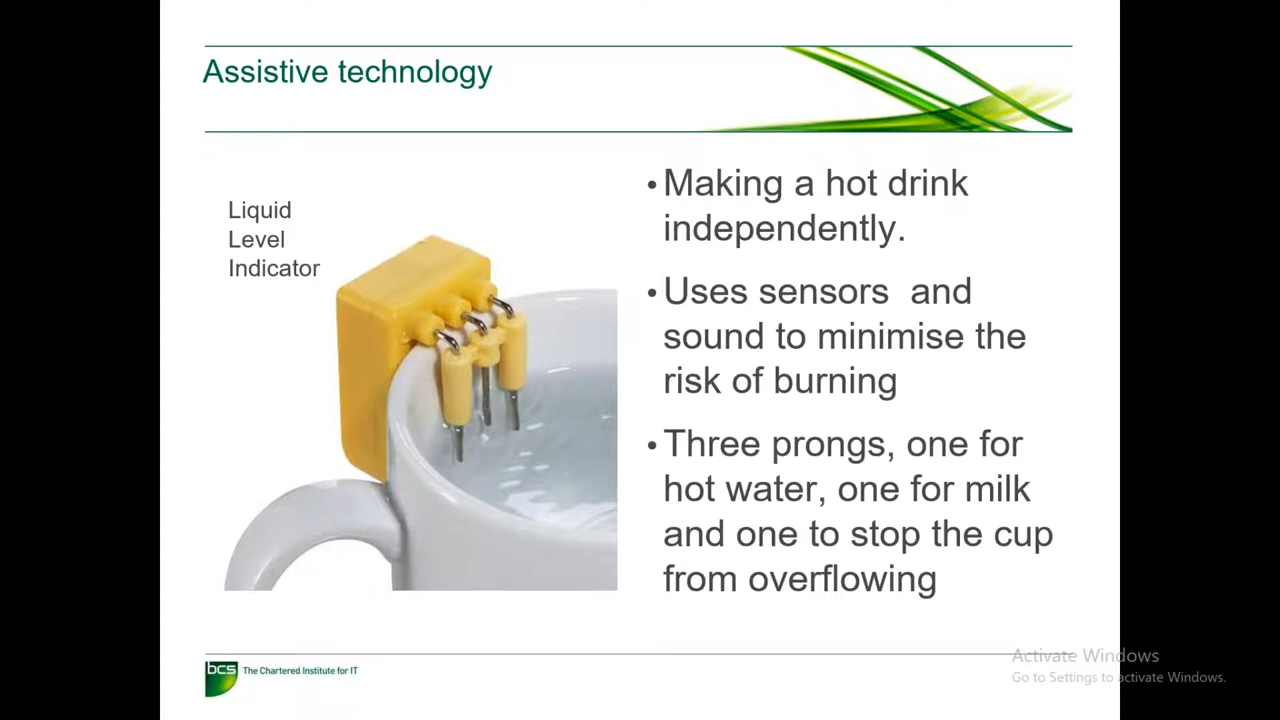 Assistive technology
Liquid
Level
Indicator
• Making a hot drink
independently.
• Uses sensors and
sound to minimise the
risk of burning
• Three prongs, one for
hot water, one for milk
and one to stop the cup
from overflowing
bcs The Chartered Institute for IT
Activate Windows
Go to Settings to activate Windows.